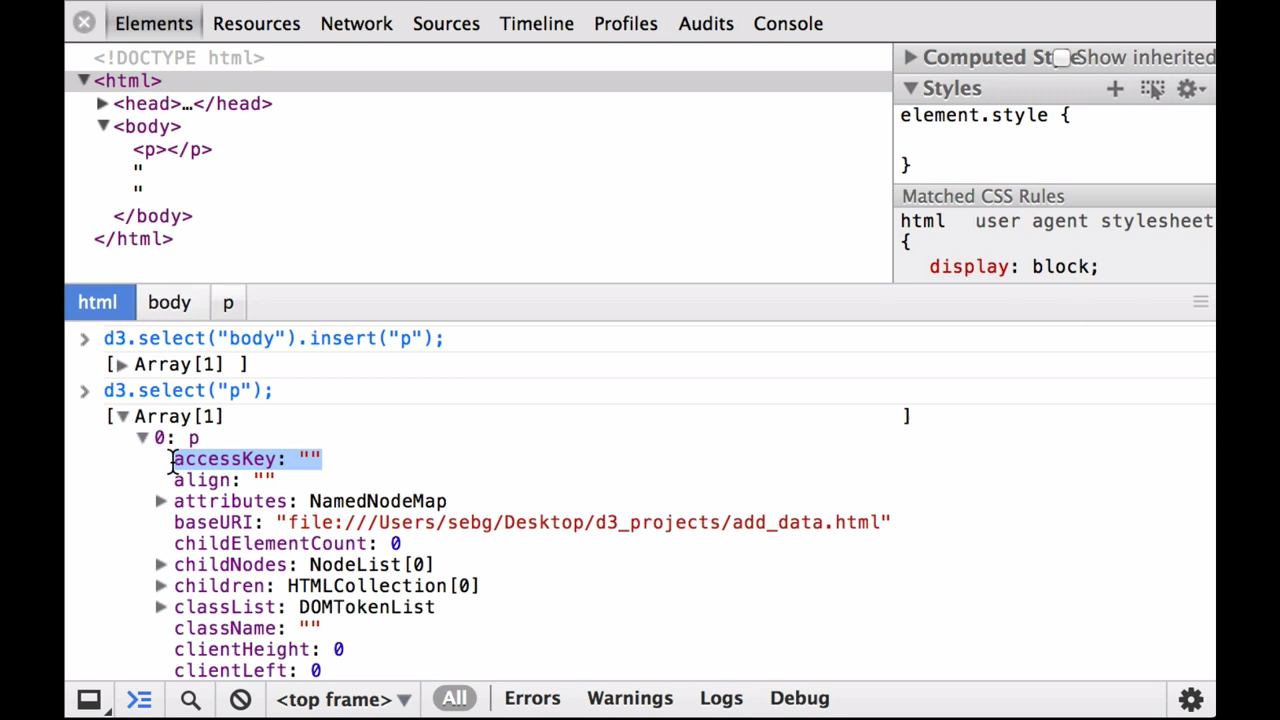 Elements Resources Network Sources Timeline Profiles Audits Console
<!DOCTYPE html>
<html>
<head>…</head>
<body>
<p></p>
"
"
</body>
</html>
Computed Show inherited
Styles
element.style {
}
Matched CSS Rules
html user agent stylesheet
{
display: block;
html body p
d3.select("body").insert("p");
[ Array[1] ]
d3.select("p");
[ Array[1] ]
0: p
accessKey: ""
align: ""
attributes: NamedNodeMap
baseURI: "file:///Users/sebg/Desktop/d3_projects/add_data.html"
childElementCount: 0
childNodes: NodeList[0]
children: HTMLCollection[0]
classList: DOMTokenList
className: ""
clientHeight: 0
clientLeft: 0
<top frame> All Errors Warnings Logs Debug